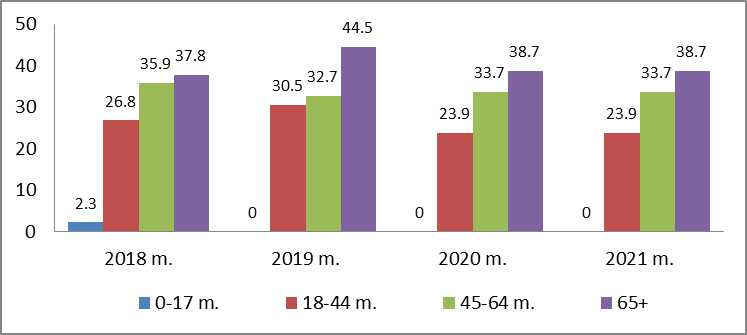 50
40
30
20
10
0
2.3 26.8 35.9 37.8
0 30.5 32.7 44.5
0 23.9 33.7 38.7
0 23.9 33.7 38.7
2018 m. 2019 m. 2020 m. 2021 m.
0-17 m. 18-44 m. 45-64 m. 65+